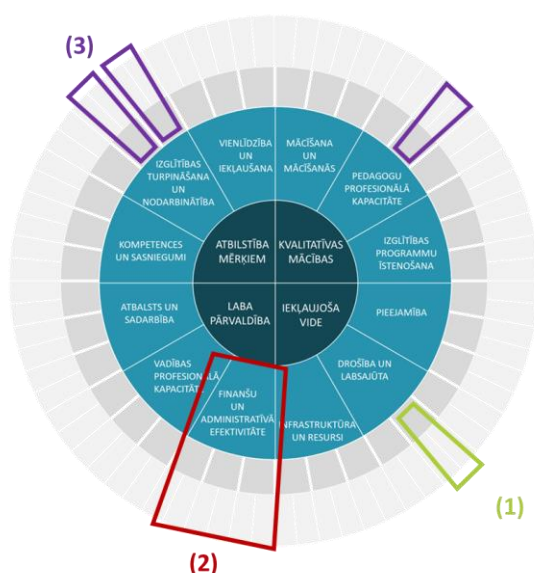 (3)
VIENLĪDZĪBA
UN
IEKĻAUŠANA
MĀCĪŠANA
UN
MĀCĪŠANĀS
IZGLĪTĪBAS
TURPINĀŠANA
UN
NODARBINĀTĪBA
PEDAGOGU
PROFESIONĀLĀ
KAPACITĀTE
KOMPETENCES
UN SASNIEGUMI
ATBILSTĪBA
MĒRĶIEM
KVALITATĪVAS
MĀCĪBAS
IZGLĪTĪBAS
PROGRAMMU
ĪSTENOŠANA
ATBALSTS UN
SADARBĪBA
LABA
PĀRVALDĪBA
IEKĻAUJOŠA
VIDE
PIEEJAMĪBA
VADĪBAS
PROFESIONĀLĀ
KAPACITĀTE
FINANŠU
UN
ADMINISTRATĪVĀ
EFEKTIVITĀTE
INFRASTRUKTŪRA
UN RESURSI
DROŠĪBA UN
LABSAJŪTA
(1)
(2)